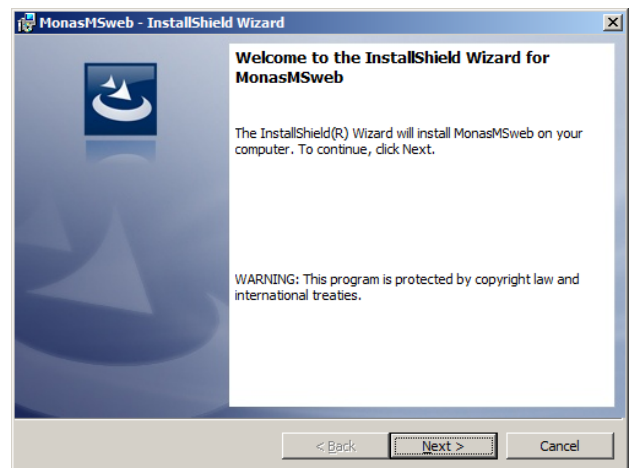 MonasMSweb - InstallShield Wizard
Welcome to the InstallShield Wizard for
MonasMSweb
The InstallShield(R) Wizard will install MonasMSweb on your
computer. To continue, click Next.
WARNING: This program is protected by copyright law and
international treaties.
< Back
Next >
Cancel